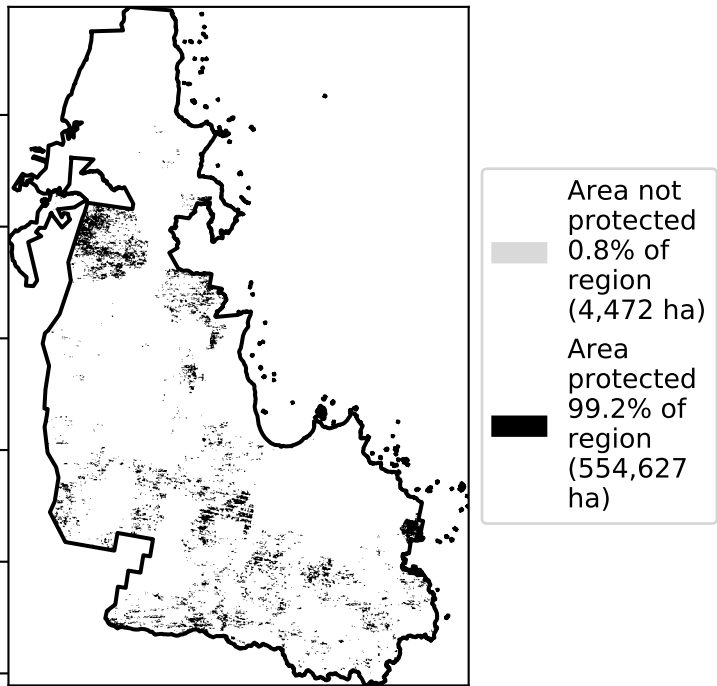 Area not
protected
0.8% of
region
(4,472 ha)
Area
protected
99.2% of
region
(554,627
ha)